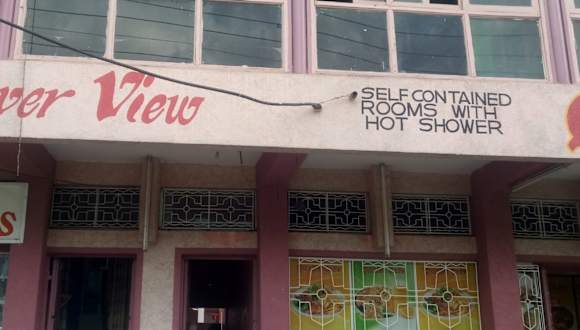 ver View
SELF CONTAINED
ROOMS WITH
HOT SHOWER
s